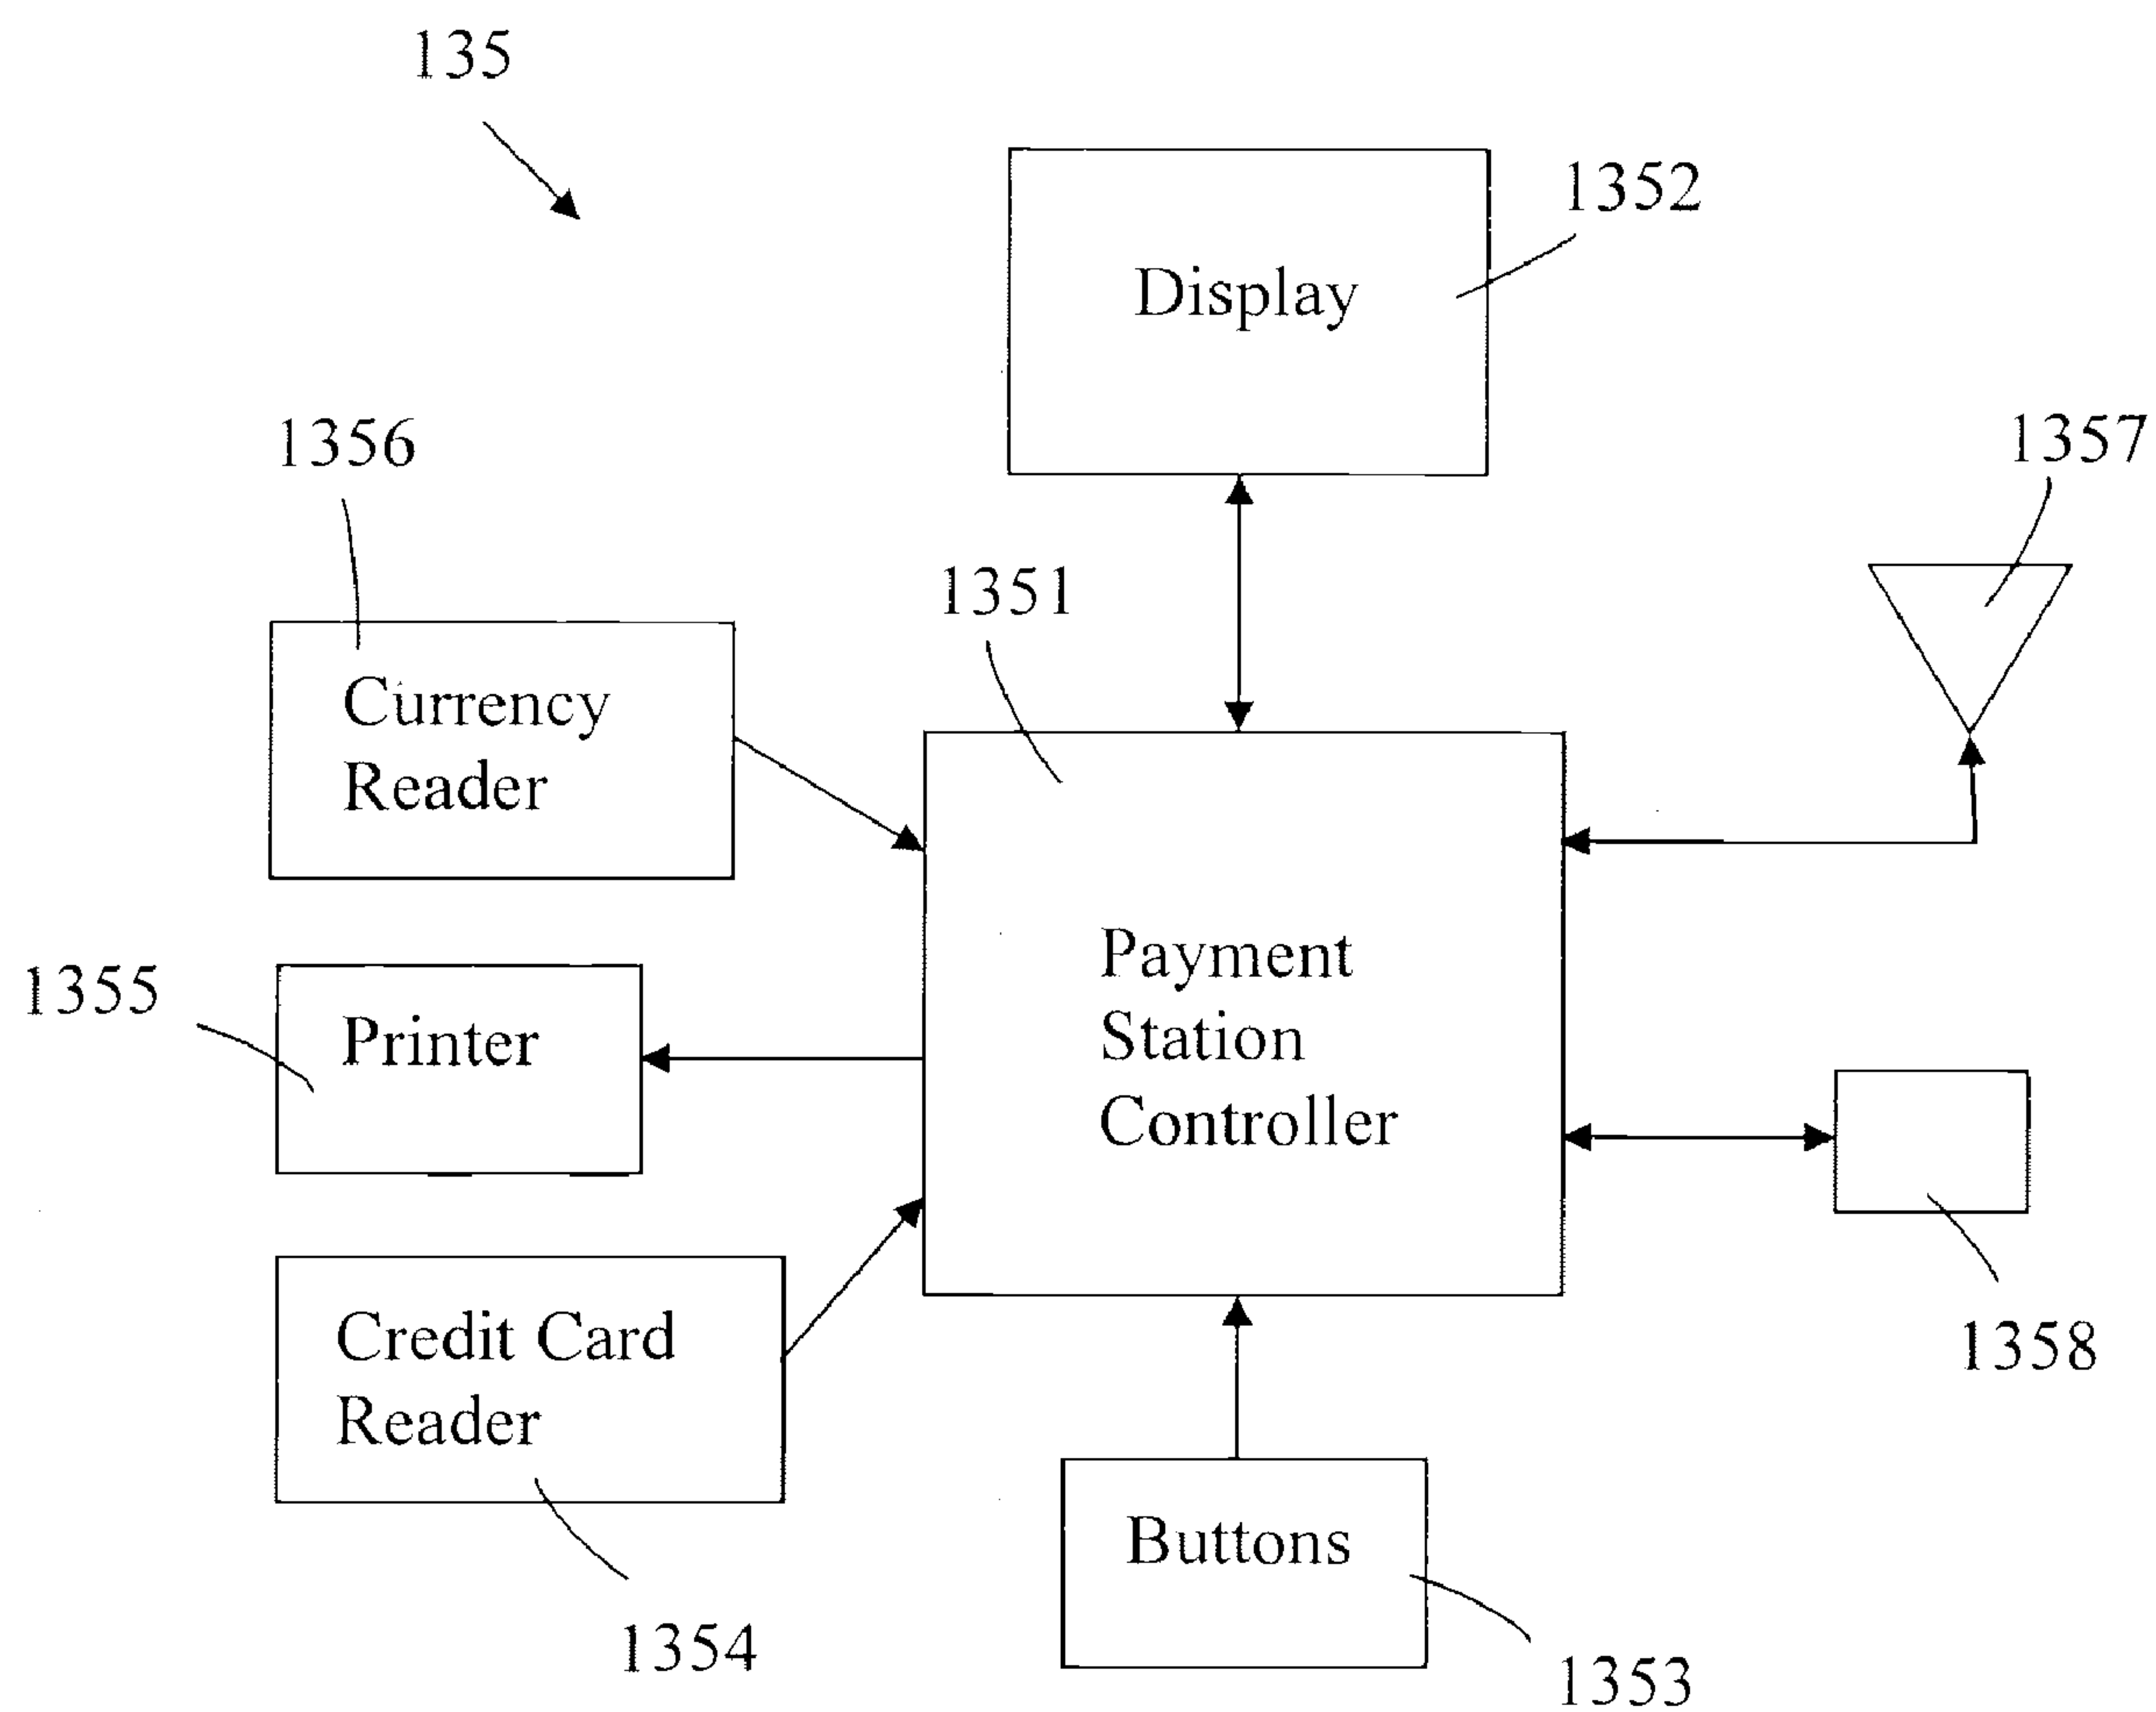 135
1352
Display
1356
1357
1351
Currency
Reader
Payment
Station
Controller
1355
Printer
1358
Credit Card
Reader
Buttons
1354
1353